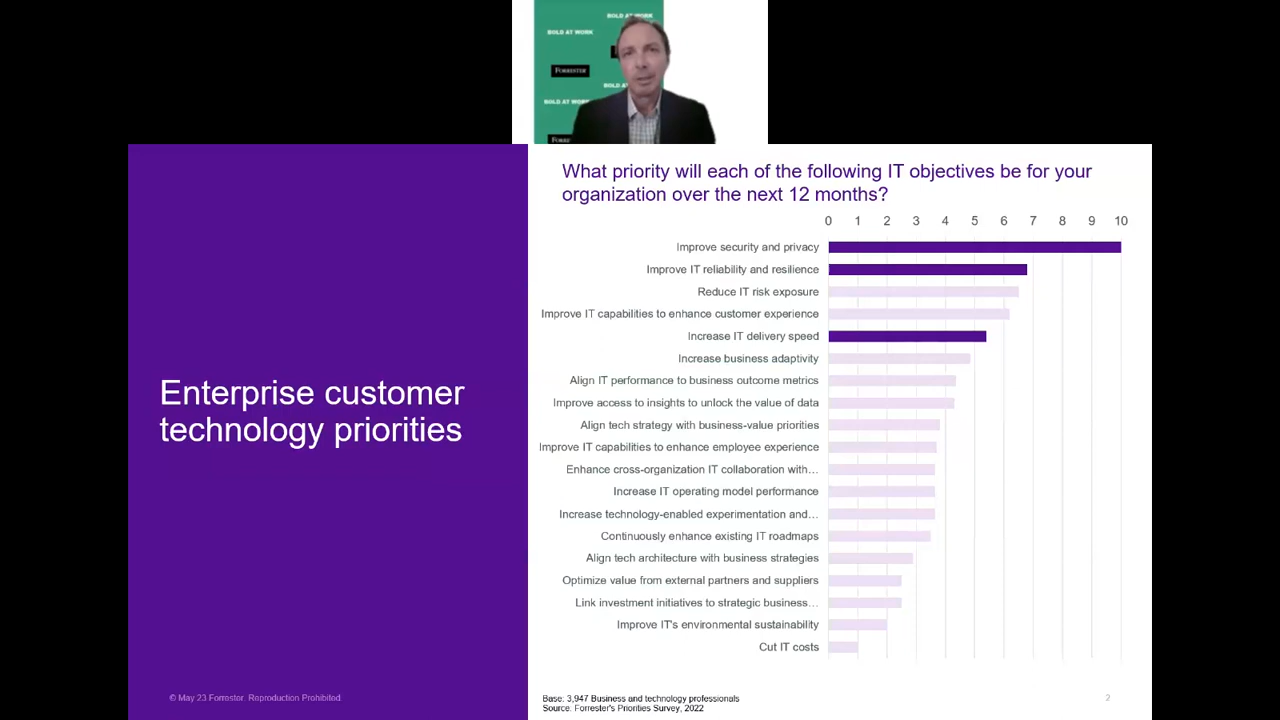 BOLD AT WORK
BOLD AT WORK
FORRESTER
BOLD A
BOLD AT WORK
FORRE
What priority will each of the following IT objectives be for your
organization over the next 12 months?
0 1 2 3 4 5 6 7 8 9 10
Improve security and privacy
Improve IT reliability and resilience
Reduce IT risk exposure
Improve IT capabilities to enhance customer experience
Increase IT delivery speed
Increase business adaptivity
Align IT performance to business outcome metrics
Improve access to insights to unlock the value of data
Align tech strategy with business-value priorities
Improve IT capabilities to enhance employee experience
Enhance cross-organization IT collaboration with…
Increase IT operating model performance
Increase technology-enabled experimentation and…
Continuously enhance existing IT roadmaps
Align tech architecture with business strategies
Optimize value from external partners and suppliers
Link investment initiatives to strategic business…
Improve IT's environmental sustainability
Cut IT costs
Enterprise customer
technology priorities
© May 23 Forrester. Reproduction Prohibited
Base: 3,947 Business and technology professionals
Source: Forrester's Priorities Survey, 2022
2